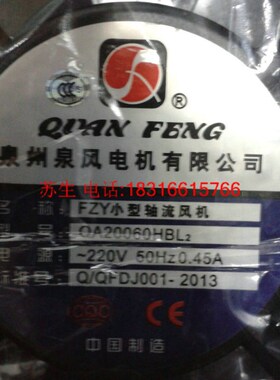 ®
QUAN FENG
泉州泉风电机有限公司
苏生 电话 18316615766
名 称 FZY小型轴流风机
型 号 QA20060HBL₂
电 源 ~220V 50Hz 0.45A
标准号: Q/QFDJ001- 2013
CQC
CE
中国制造